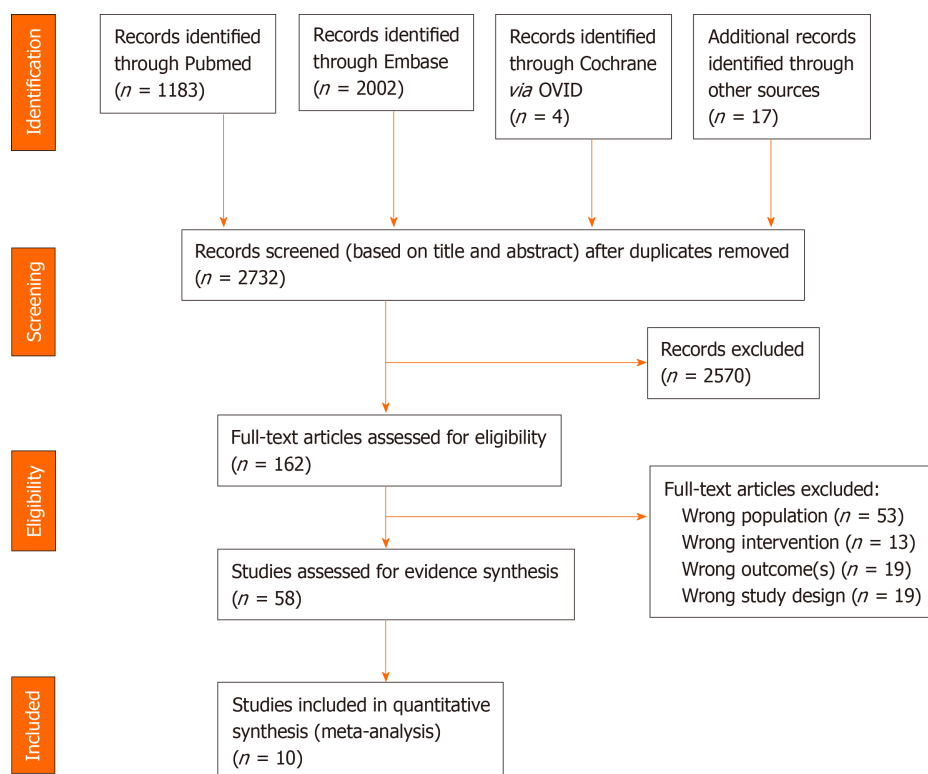 Identification
Records identified
through Pubmed
(n = 1183)
Records identified
through Embase
(n = 2002)
Records identified
through Cochrane
via OVID
(n = 4)
Additional records
identified through
other sources
(n = 17)
Screening
Records screened (based on title and abstract) after duplicates removed
(n = 2732)
Records excluded
(n = 2570)
Eligibility
Full-text articles assessed for eligibility
(n = 162)
Full-text articles excluded:
Wrong population (n = 53)
Wrong intervention (n = 13)
Wrong outcome(s) (n = 19)
Wrong study design (n = 19)
Studies assessed for evidence synthesis
(n = 58)
Included
Studies included in quantitative
synthesis (meta-analysis)
(n = 10)